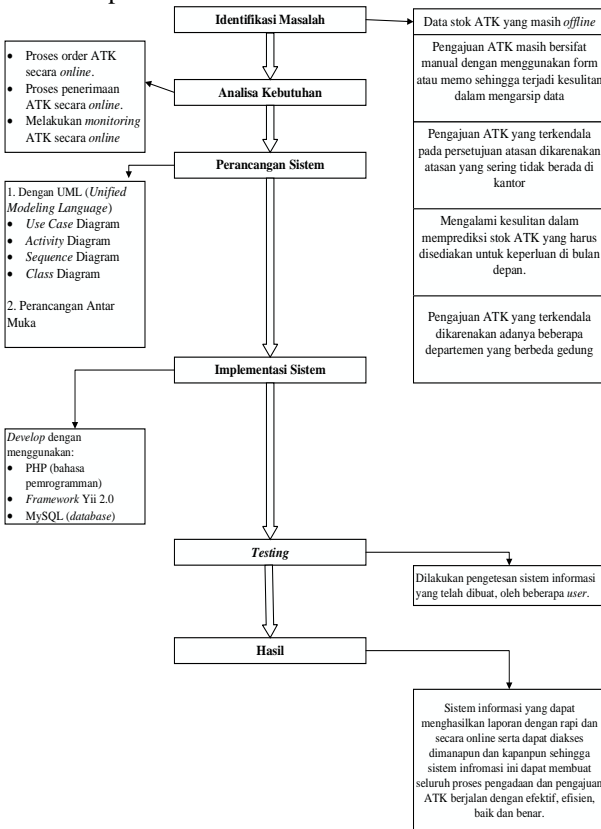 Identifikasi Masalah
Data stok ATK yang masih offline
Pengajuan ATK masih bersifat
manual dengan menggunakan form
atau memo sehingga terjadi kesulitan
dalam mengarsip data
Pengajuan ATK yang terkendala
pada persetujuan atasan dikarenakan
atasan yang sering tidak berada di
kantor
Mengalami kesulitan dalam
memprediksi stok ATK yang harus
disediakan untuk keperluan di bulan
depan.
Pengajuan ATK yang terkendala
dikarenakan adanya beberapa
departemen yang berbeda gedung
Analisa Kebutuhan
• Proses order ATK
secara online.
• Proses penerimaan
ATK secara online.
• Melakukan monitoring
ATK secara online
Perancangan Sistem
1. Dengan UML (Unified
Modeling Language)
• Use Case Diagram
• Activity Diagram
• Sequence Diagram
• Class Diagram
2. Perancangan Antar
Muka
Implementasi Sistem
Develop dengan
menggunakan:
• PHP (bahasa
pemrogramman)
• Framework Yii 2.0
• MySQL (database)
Testing
Dilakukan pengetesan sistem informasi
yang telah dibuat, oleh beberapa user.
Hasil
Sistem informasi yang dapat
menghasilkan laporan dengan rapi dan
secara online serta dapat diakses
dimanapun dan kapanpun sehingga
sistem infromasi ini dapat membuat
seluruh proses pengadaan dan pengajuan
ATK berjalan dengan efektif, efisien,
baik dan benar.